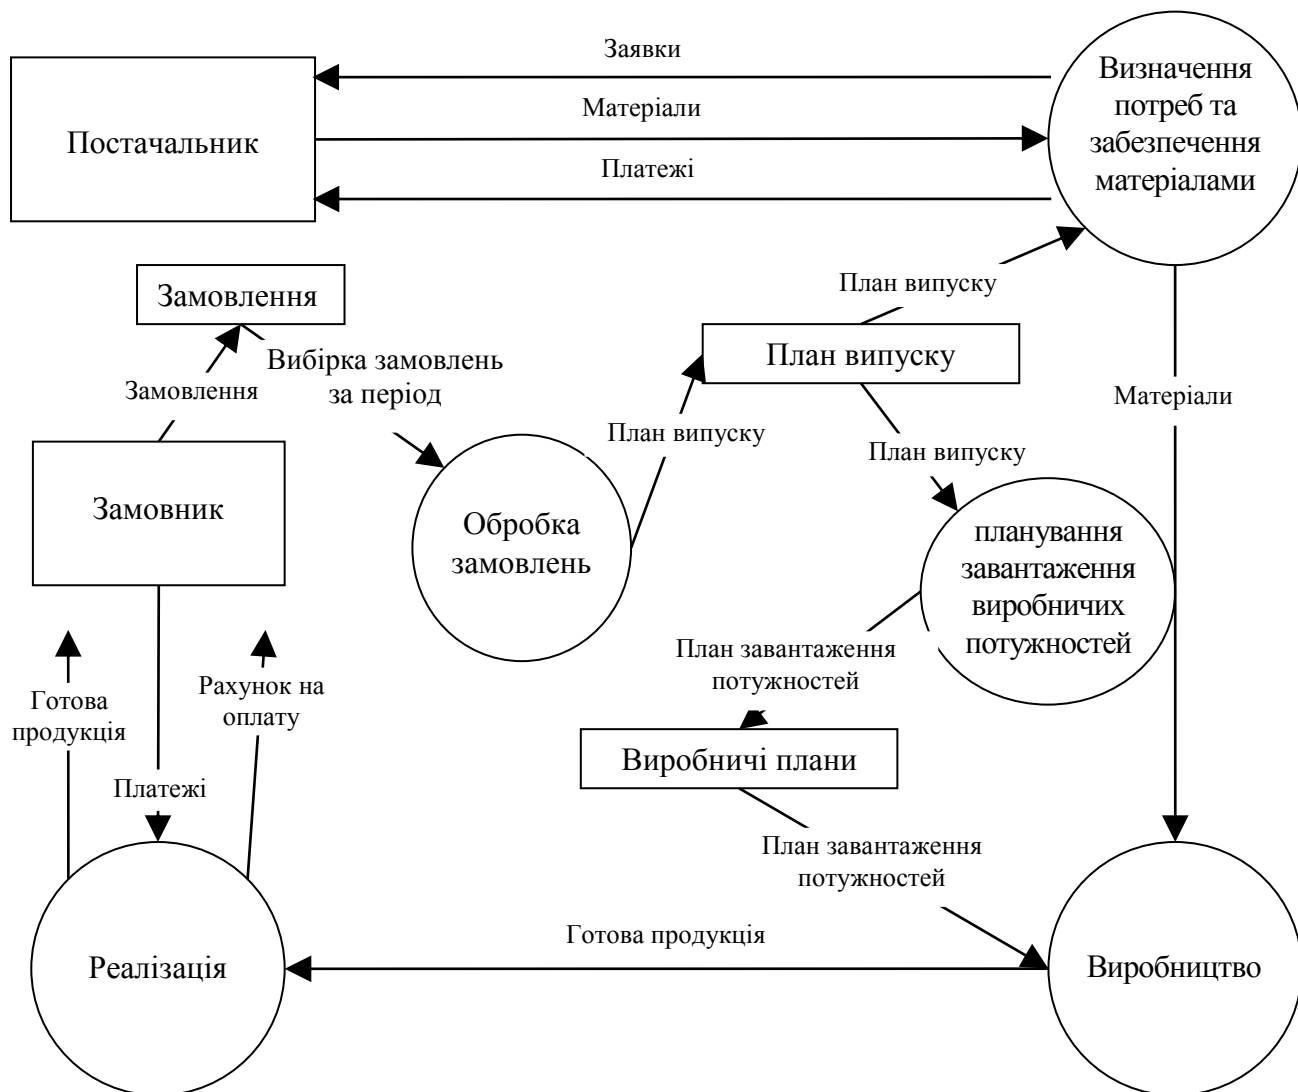 Заявки
Визначення
потреб та
забезпечення
матеріалами
Матеріали
Постачальник
Платежі
План випуску
Замовлення
План випуску
Вибірка замовлень
за період
Замовлення
Матеріали
План випуску
План випуску
Замовник
Обробка
замовлень
планування
завантаження
виробничих
потужностей
План завантаження
потужностей
Готова
продукція
Рахунок на
оплату
Виробничі плани
Платежі
План завантаження
потужностей
Готова продукція
Реалізація
Виробництво